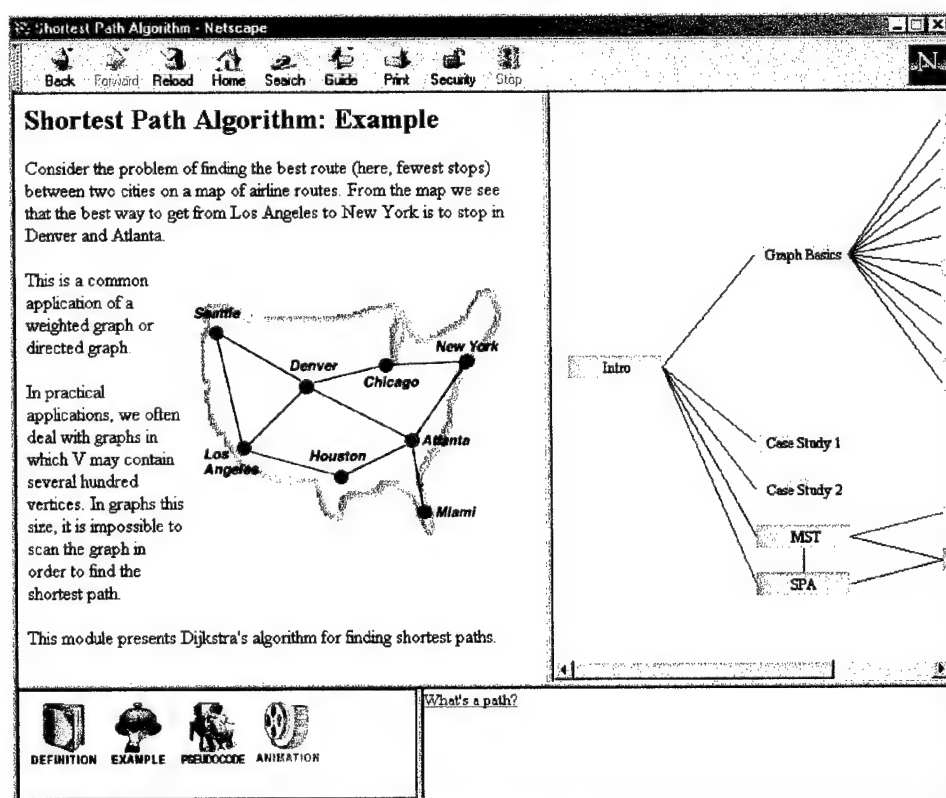 Shortest Path Algorithm - Netscape
Back Forward Reload Home Search Guide Print Security Stop
N
Shortest Path Algorithm: Example
Consider the problem of finding the best route (here, fewest stops)
between two cities on a map of airline routes. From the map we see
that the best way to get from Los Angeles to New York is to stop in
Denver and Atlanta.
This is a common
application of a
weighted graph or
directed graph.
In practical
applications, we often
deal with graphs in
which V may contain
several hundred
vertices. In graphs this
size, it is impossible to
scan the graph in
order to find the
shortest path.
Seattle
New York
Denver
Chicago
Los
Angeles
Houston
Atlanta
Miami
This module presents Dijkstra's algorithm for finding shortest paths.
Graph Basics
Intro
Case Study 1
Case Study 2
MST
SPA
DEFINITION EXAMPLE PSEUDOCODE ANIMATION
What's a path?